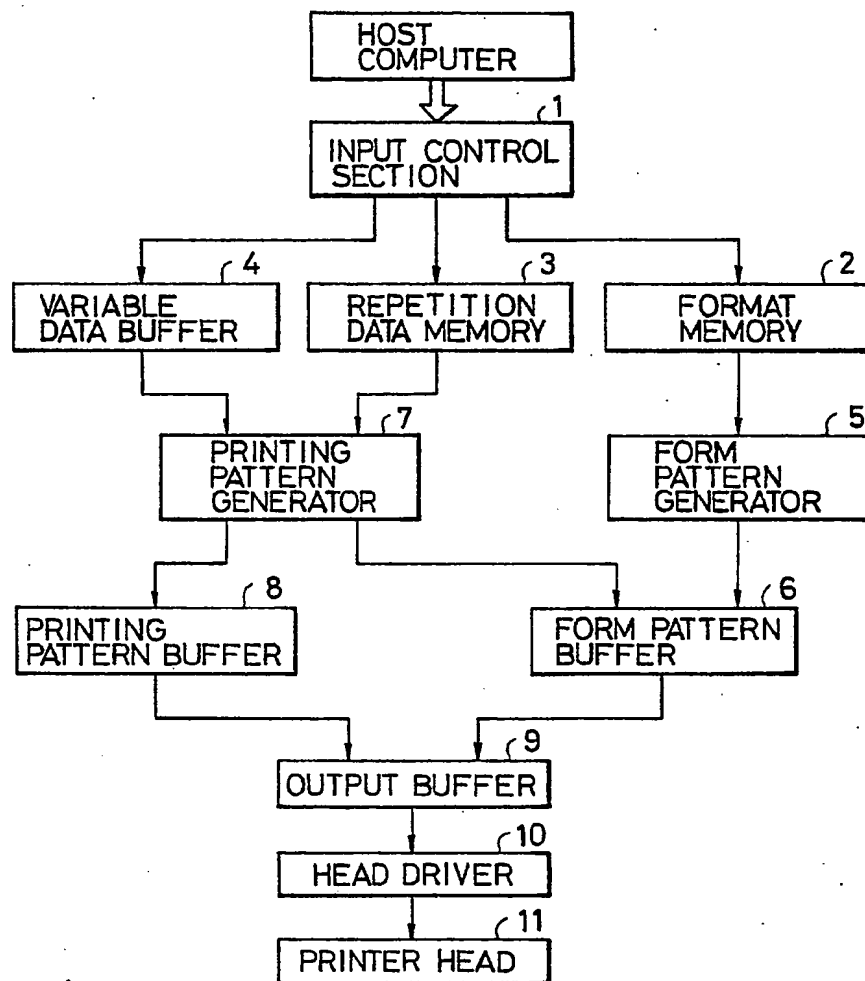 HOST
COMPUTER
1
INPUT CONTROL
SECTION
4
3
2
VARIABLE
DATA BUFFER
REPETITION
DATA MEMORY
FORMAT
MEMORY
7
5
PRINTING
PATTERN
GENERATOR
FORM
PATTERN
GENERATOR
8
6
PRINTING
PATTERN BUFFER
FORM PATTERN
BUFFER
9
OUTPUT BUFFER
10
HEAD DRIVER
11
PRINTER HEAD